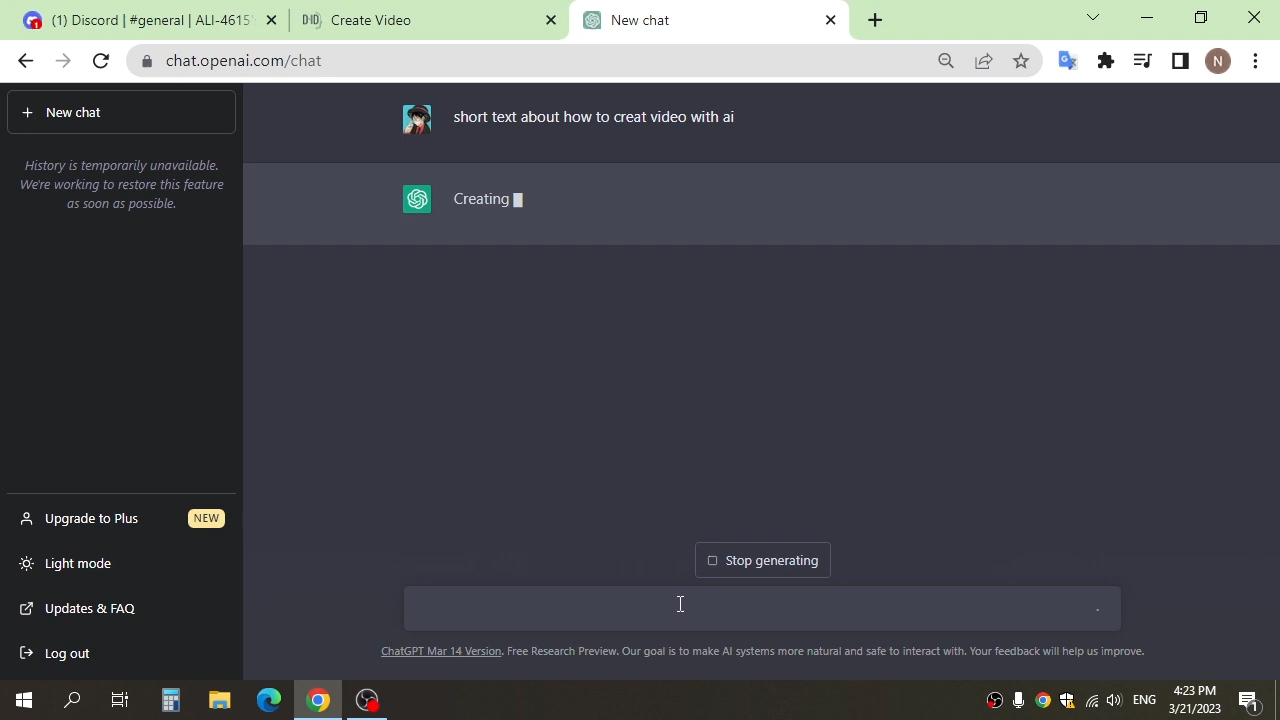 (1) Discord | #general | ALI-4615'
Create Video
New chat
chat.openai.com/chat
N
New chat
short text about how to creat video with ai
History is temporarily unavailable.
We're working to restore this feature
as soon as possible.
Creating
Upgrade to Plus
NEW
Stop generating
Light mode
Updates & FAQ
ChatGPT Mar 14 Version. Free Research Preview. Our goal is to make AI systems more natural and safe to interact with. Your feedback will help us improve.
Log out
ENG
4:23 PM
3/21/2023
1